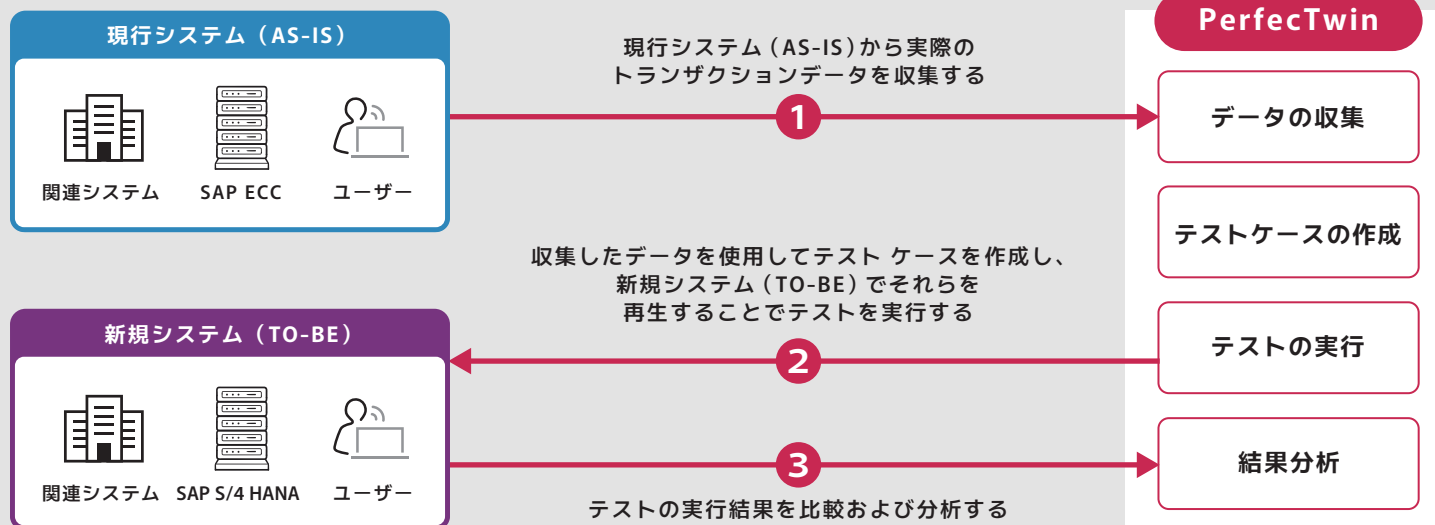 現行システム（AS-IS）
関連システム
SAP ECC
ユーザー
現行システム（AS-IS）から実際の
トランザクションデータを収集する
1
PerfecTwin
データの収集
テストケースの作成
収集したデータを使用してテスト ケースを作成し、
新規システム（TO-BE）でそれらを
再生することでテストを実行する
2
テストの実行
新規システム（TO-BE）
関連システム
SAP S/4 HANA
ユーザー
3
テストの実行結果を比較および分析する
結果分析